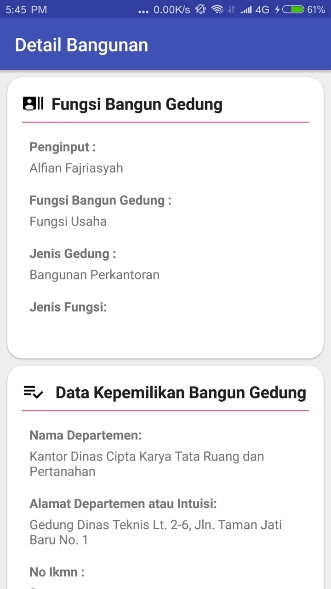 5:45 PM ... 0.00K/s 4G 61%
Detail Bangunan
Fungsi Bangun Gedung
Penginput :
Alfian Fajriasyah
Fungsi Bangun Gedung :
Fungsi Usaha
Jenis Gedung :
Bangunan Perkantoran
Jenis Fungsi:
Data Kepemilikan Bangun Gedung
Nama Departemen:
Kantor Dinas Cipta Karya Tata Ruang dan
Pertanahan
Alamat Departemen atau Intuisi:
Gedung Dinas Teknis Lt. 2-6, Jln. Taman Jati
Baru No. 1
No Ikmn :